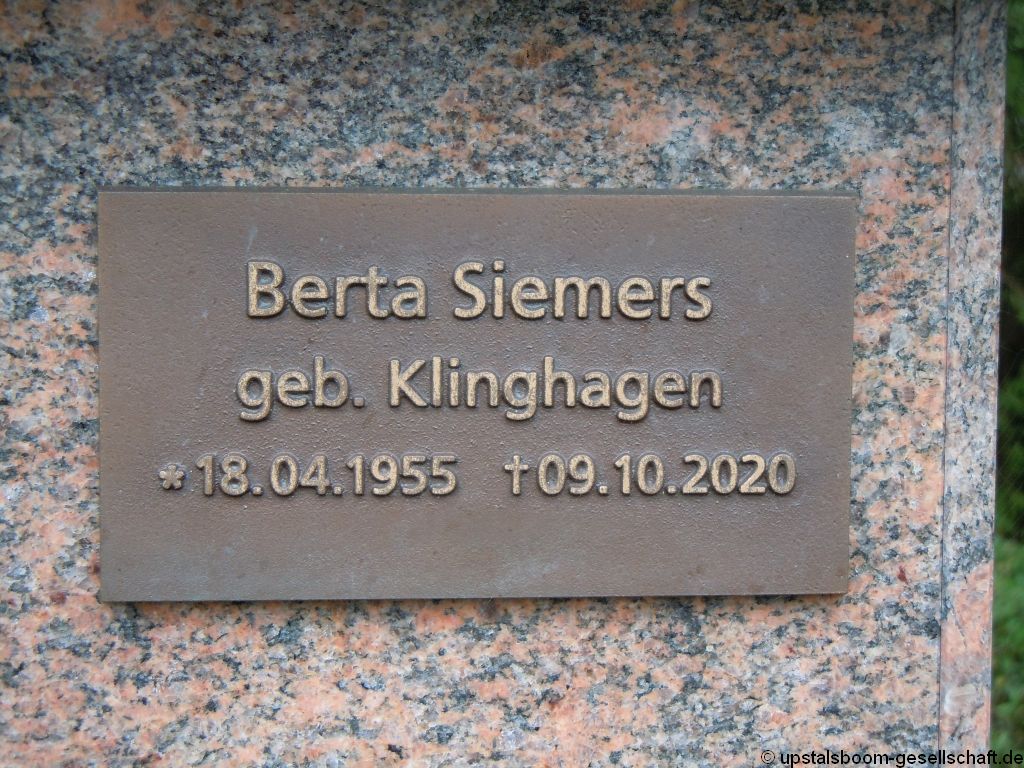 Berta Siemers
geb. Klinghagen
* 18.04.1955 † 09.10.2020
© upstalsboom-gesellschaft.de